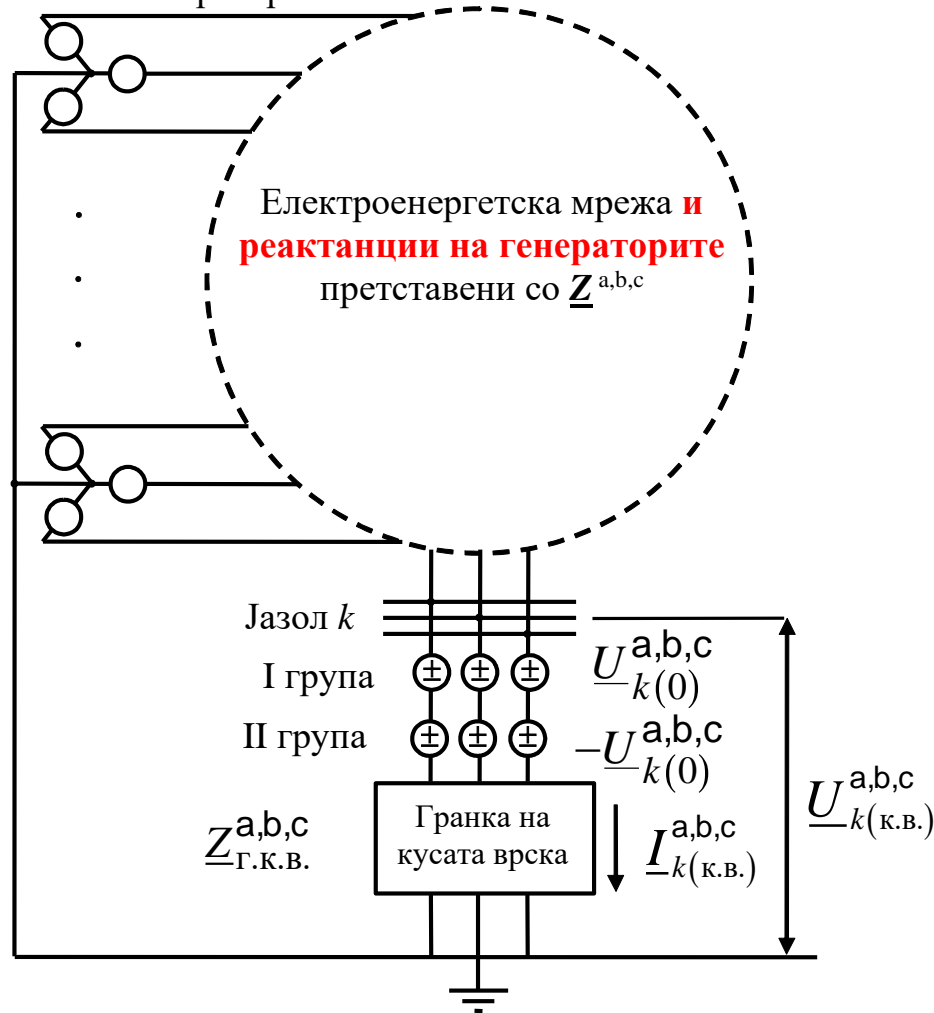 Електроенергетска мрежа и
реактанции на генераторите
претставени со Z a,b,c
Јазол k
I група
U a,b,c k(0)
II група
−U a,b,c k(0)
Z a,b,c г.к.в.
Гранка на
кусата врска
I a,b,c k(к.в.)
U a,b,c k(к.в.)